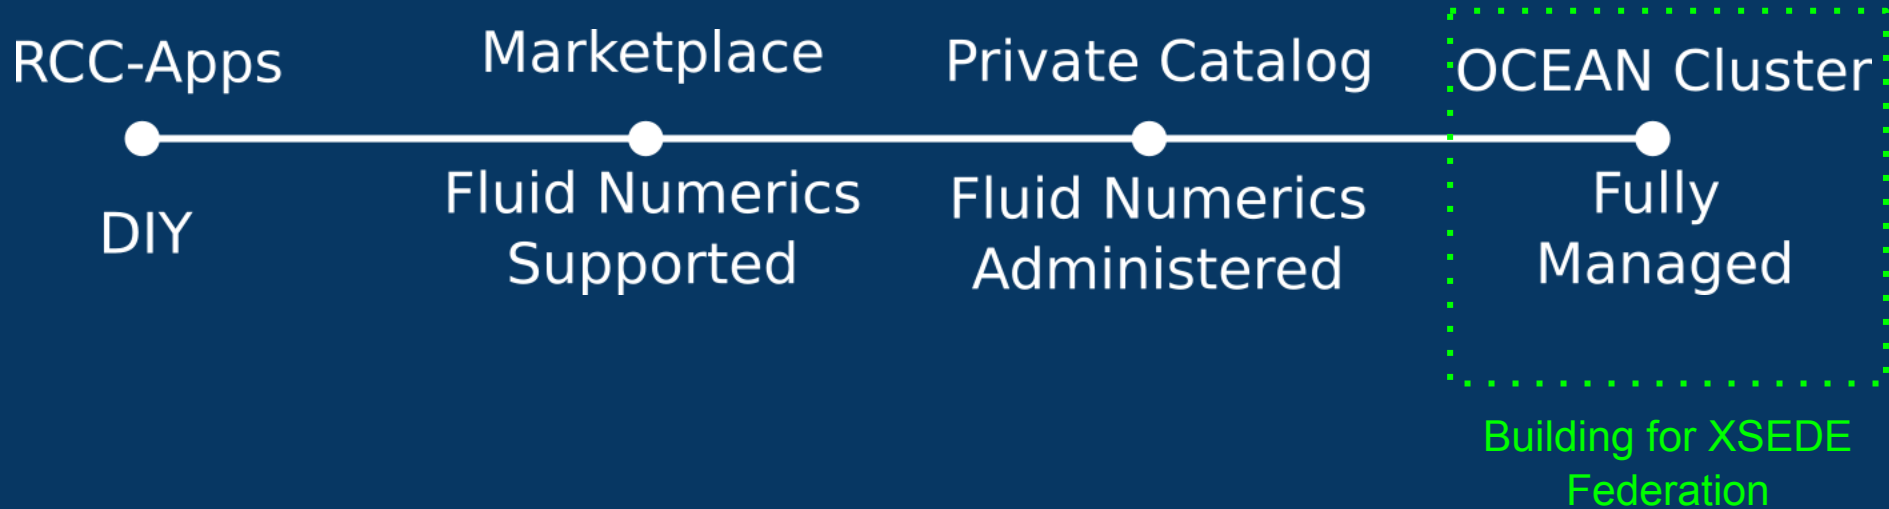 RCC-Apps
DIY
Marketplace
Fluid Numerics
Supported
Private Catalog
Fluid Numerics
Administered
OCEAN Cluster
Fully
Managed
Building for XSEDE
Federation